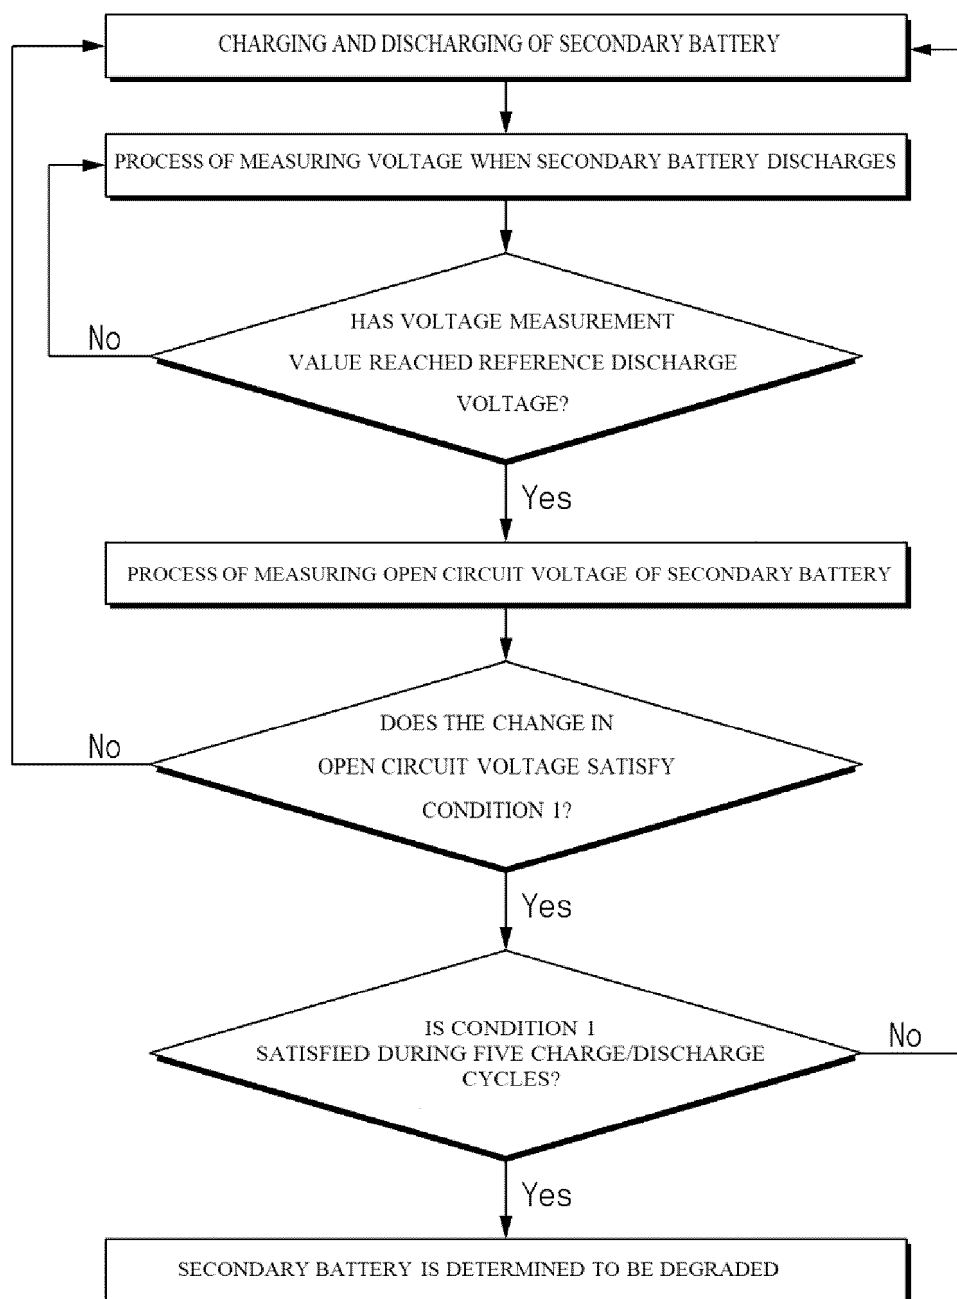 CHARGING AND DISCHARGING OF SECONDARY BATTERY
PROCESS OF MEASURING VOLTAGE WHEN SECONDARY BATTERY DISCHARGES
HAS VOLTAGE MEASUREMENT
VALUE REACHED REFERENCE DISCHARGE
VOLTAGE?
No
Yes
PROCESS OF MEASURING OPEN CIRCUIT VOLTAGE OF SECONDARY BATTERY
DOES THE CHANGE IN
OPEN CIRCUIT VOLTAGE SATISFY
CONDITION 1?
No
Yes
IS CONDITION 1
SATISFIED DURING FIVE CHARGE/DISCHARGE
CYCLES?
No
Yes
SECONDARY BATTERY IS DETERMINED TO BE DEGRADED